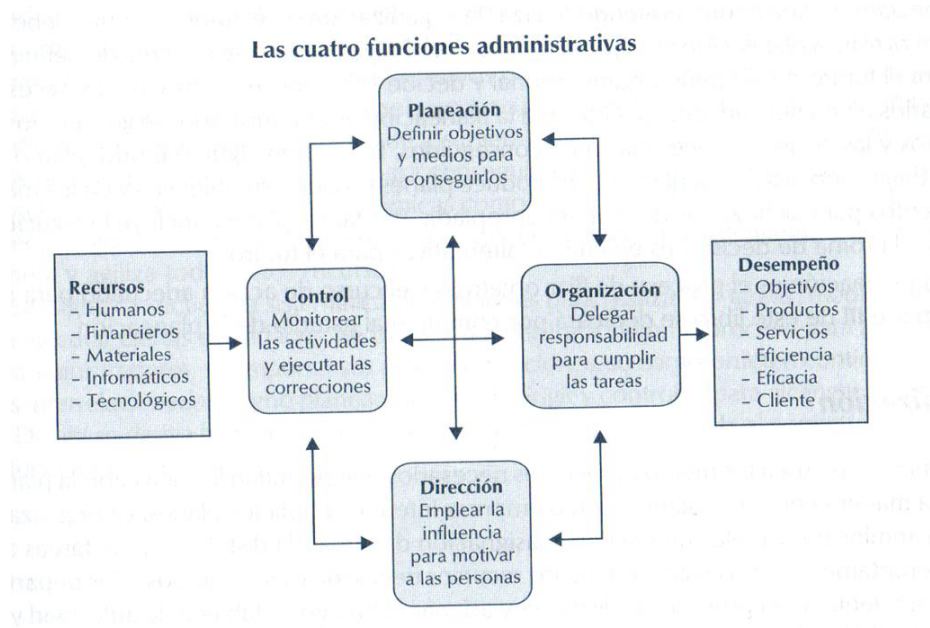 Las cuatro funciones administrativas
Planeación
Definir objetivos
y medios para
conseguirlos
Recursos
– Humanos
– Financieros
– Materiales
– Informáticos
– Tecnológicos
Control
Monitorear
las actividades
y ejecutar las
correcciones
Organización
Delegar
responsabilidad
para cumplir
las tareas
Desempeño
– Objetivos
– Productos
– Servicios
– Eficiencia
– Eficacia
– Cliente
Dirección
Emplear la
influencia
para motivar
a las personas